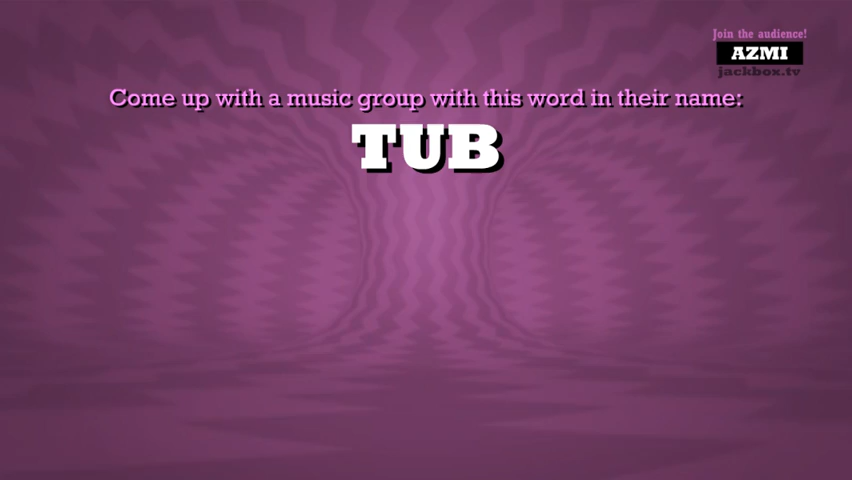 Join the audience!
AZMI
jackbox.tv
Come up with a music group with this word in their name:
TUB